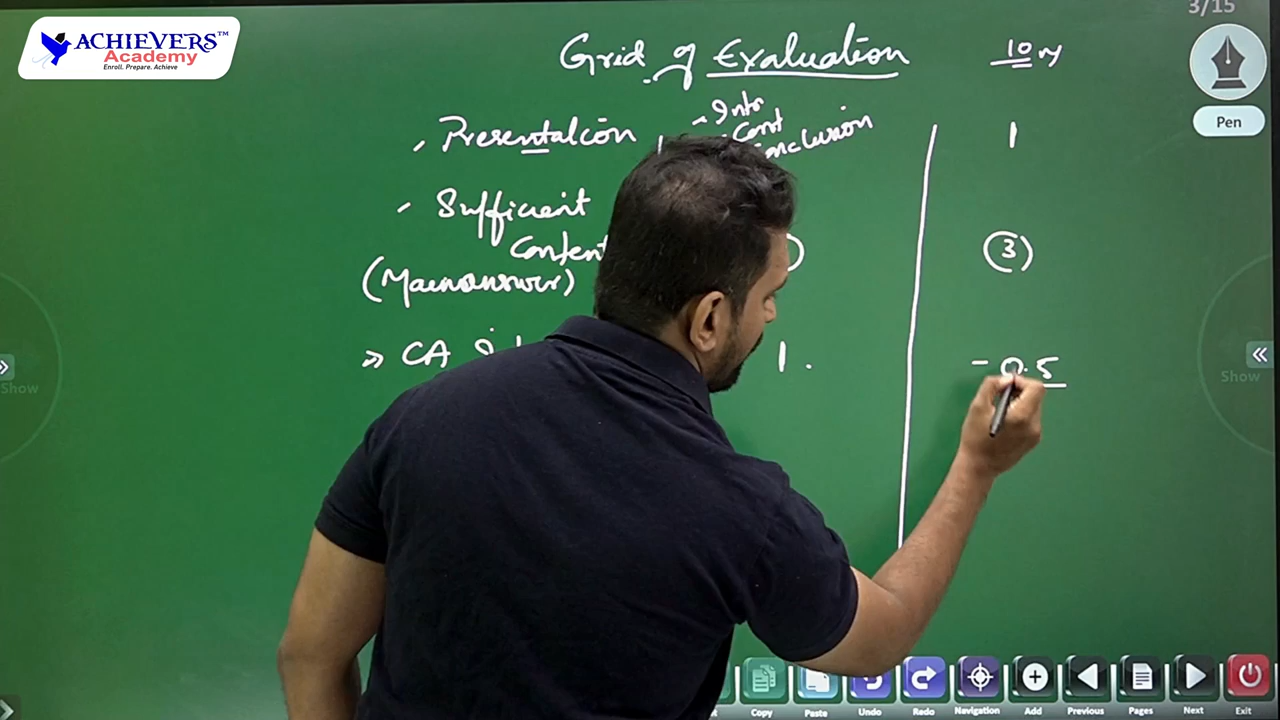 3/15
ACHIEVERS™
Academy
Enroll. Prepare. Achieve
Pen
Grid of Evaluation 10 M
Presentation
Intro
Cont
Conclusion
1
Sufficient
Content
(Main answer)
3
CA
1.
- 0.5
Show
Show
Copy
Paste
Undo
Redo
Navigation
Add
Previous
Pages
Next
Exit